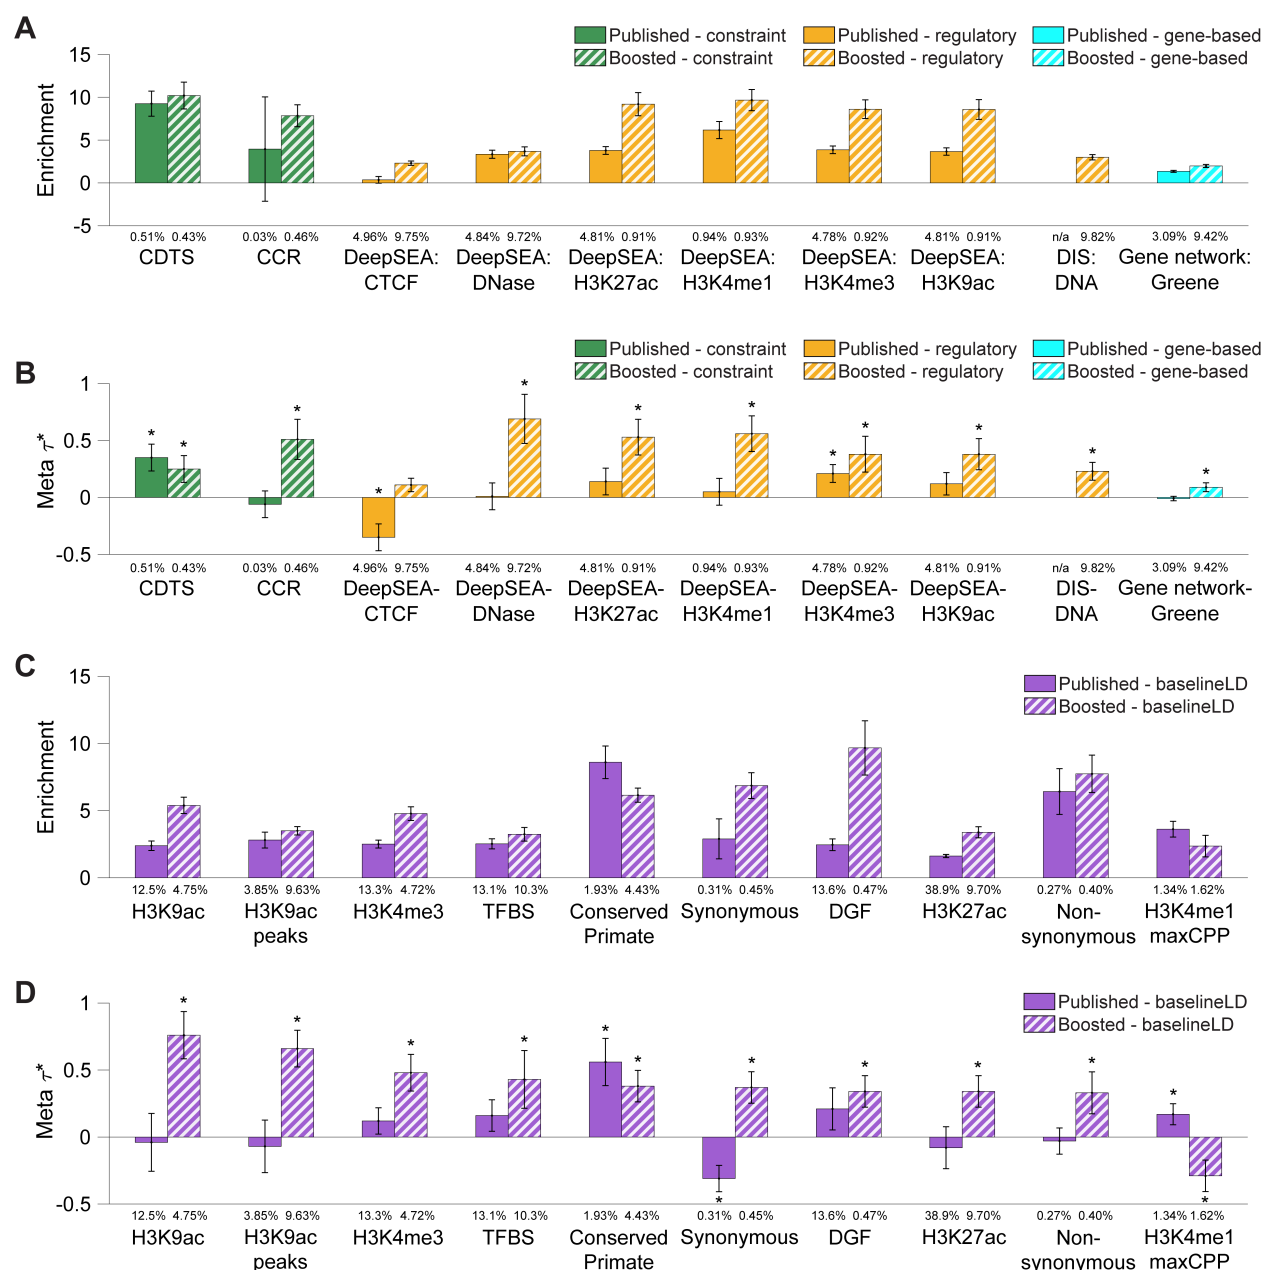 A
Published - constraint Published - regulatory Published - gene-based
Boosted - constraint Boosted - regulatory Boosted - gene-based
Enrichment
15
10
5
0
-5
0.51% 0.43% 0.03% 0.46% 4.96% 9.75% 4.84% 9.72% 4.81% 0.91% 0.94% 0.93% 4.78% 0.92% 4.81% 0.91% n/a 9.82% 3.09% 9.42%
CDTS CCR DeepSEA: DeepSEA: DeepSEA: DeepSEA: DeepSEA: DeepSEA: DIS: Gene network:
CTCF DNase H3K27ac H3K4me1 H3K4me3 H3K9ac DNA Greene
B
Published - constraint Published - regulatory Published - gene-based
Boosted - constraint Boosted - regulatory Boosted - gene-based
Meta τ*
1
0.5
0
-0.5
* * * * * * * * * * * *
0.51% 0.43% 0.03% 0.46% 4.96% 9.75% 4.84% 9.72% 4.81% 0.91% 0.94% 0.93% 4.78% 0.92% 4.81% 0.91% n/a 9.82% 3.09% 9.42%
CDTS CCR DeepSEA- DeepSEA- DeepSEA- DeepSEA- DeepSEA- DeepSEA- DIS- Gene network-
CTCF DNase H3K27ac H3K4me1 H3K4me3 H3K9ac DNA Greene
C
Published - baselineLD
Boosted - baselineLD
Enrichment
15
10
5
0
12.5% 4.75% 3.85% 9.63% 13.3% 4.72% 13.1% 10.3% 1.93% 4.43% 0.31% 0.45% 13.6% 0.47% 38.9% 9.70% 0.27% 0.40% 1.34% 1.62%
H3K9ac H3K9ac H3K4me3 TFBS Conserved Synonymous DGF H3K27ac Non- H3K4me1
peaks Primate synonymous maxCPP
D
Published - baselineLD
Boosted - baselineLD
Meta τ*
1
0.5
0
-0.5
* * * * * * * * * * * * *
12.5% 4.75% 3.85% 9.63% 13.3% 4.72% 13.1% 10.3% 1.93% 4.43% 0.31% 0.45% 13.6% 0.47% 38.9% 9.70% 0.27% 0.40% 1.34% 1.62%
H3K9ac H3K9ac H3K4me3 TFBS Conserved Synonymous DGF H3K27ac Non- H3K4me1
peaks Primate synonymous maxCPP